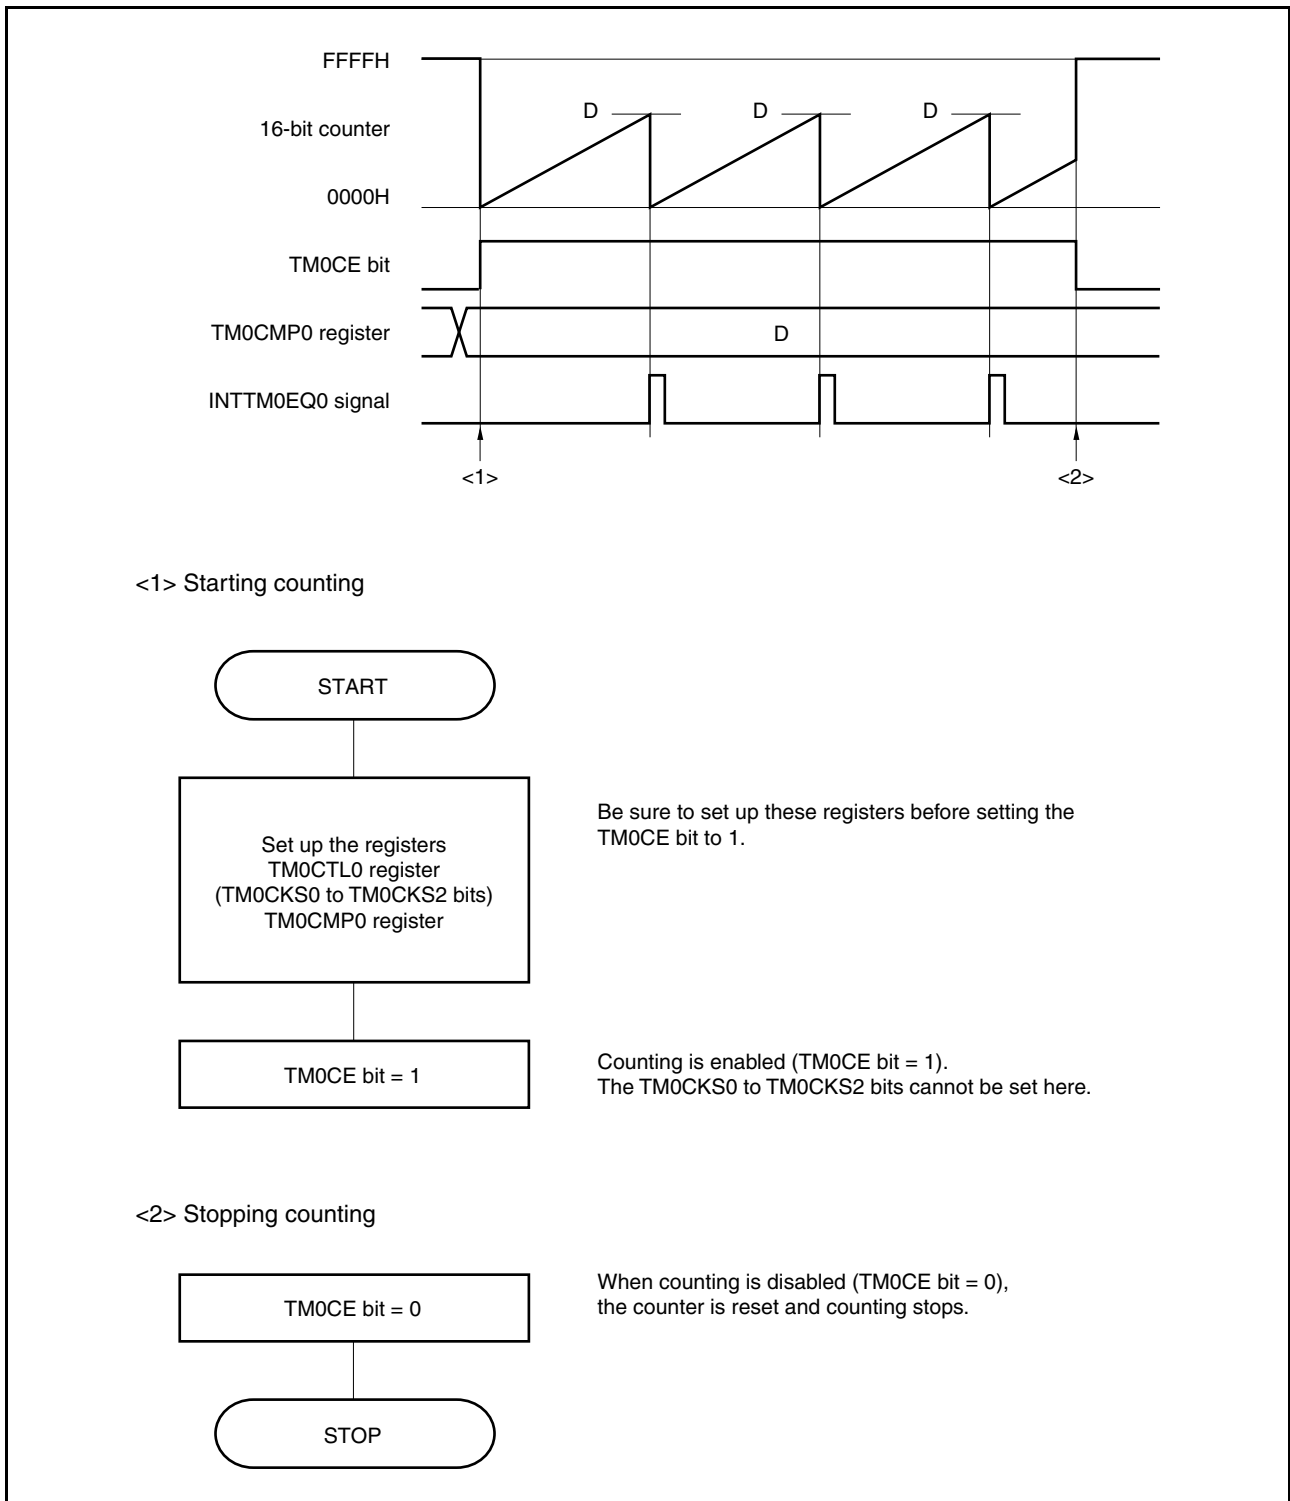 FFFFH
D D D
16-bit counter
0000H
TM0CE bit
TM0CMP0 register
D
INTTM0EQ0 signal
<1> <2>
<1> Starting counting
START
Set up the registers
TM0CTL0 register
(TM0CKS0 to TM0CKS2 bits)
TM0CMP0 register
Be sure to set up these registers before setting the
TM0CE bit to 1.
TM0CE bit = 1
Counting is enabled (TM0CE bit = 1).
The TM0CKS0 to TM0CKS2 bits cannot be set here.
<2> Stopping counting
TM0CE bit = 0
When counting is disabled (TM0CE bit = 0),
the counter is reset and counting stops.
STOP